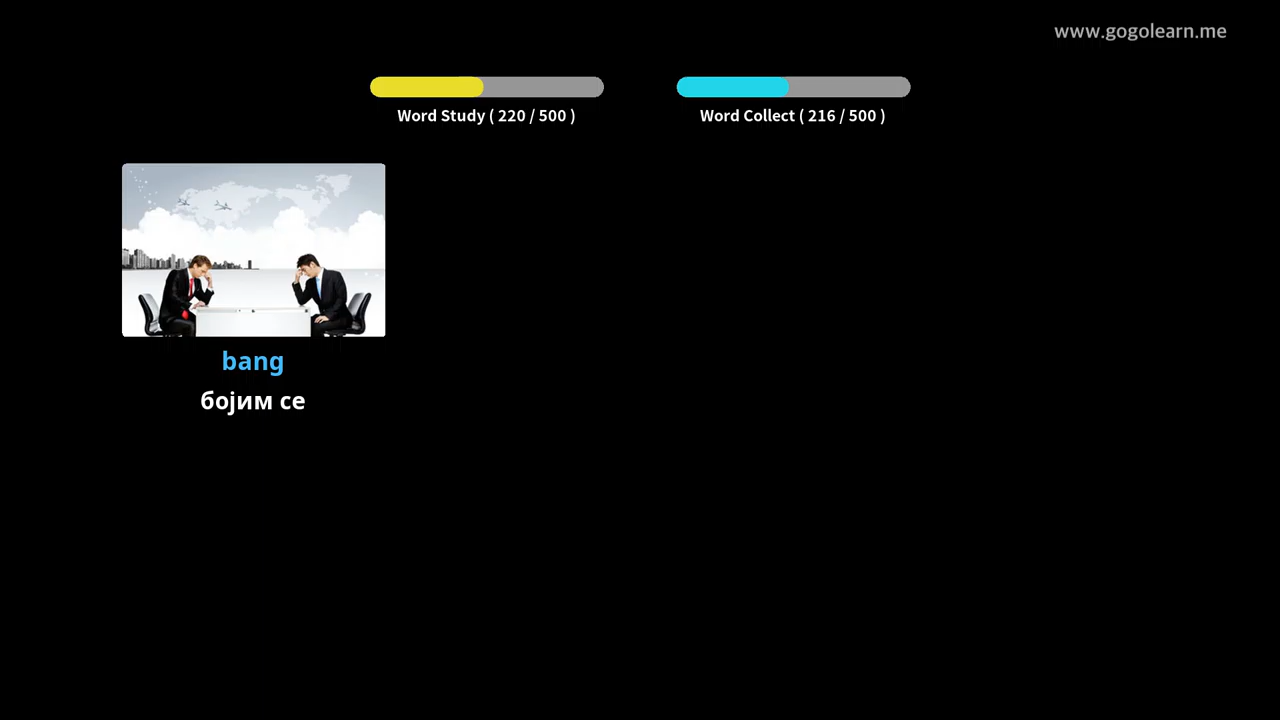 www.gogolearn.me
Word Study ( 220 / 500 )
Word Collect ( 216 / 500 )
bang
бојим се